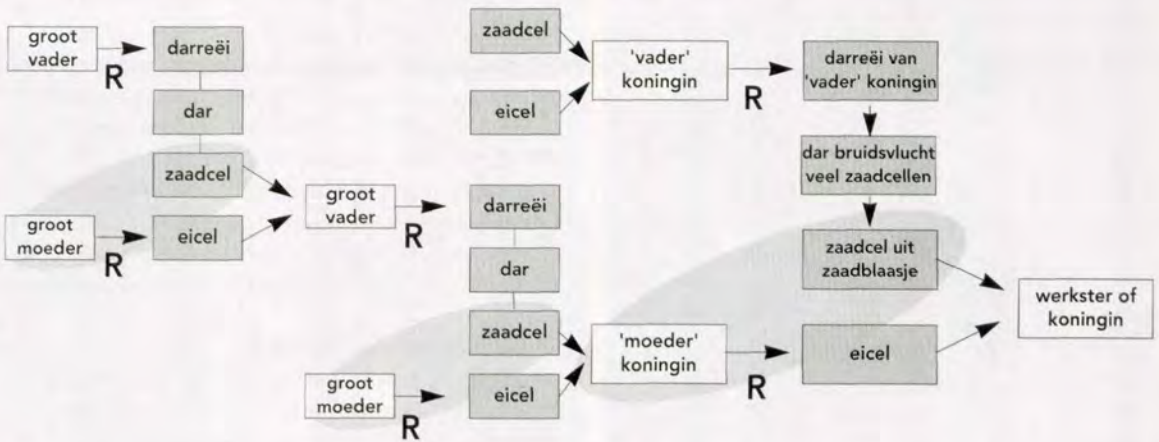 groot
vader
R
darreëi
dar
zaadcel
groot
moeder
R
eicel
groot
vader
R
darreëi
dar
zaadcel
groot
moeder
R
eicel
zaadcel
eicel
'vader'
koningin
R
darreëi van
'vader' koningin
dar bruidsvlucht
veel zaadcellen
zaadcel uit
zaadblaasje
'moeder'
koningin
R
eicel
werkster of
koningin